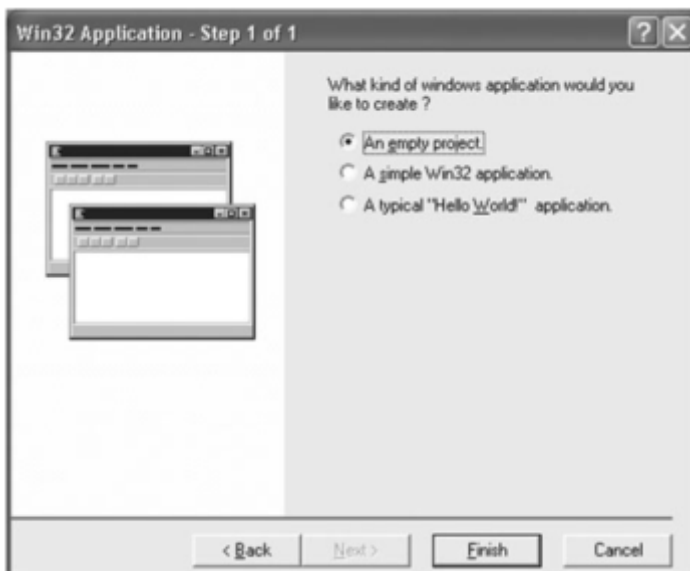 Win32 Application - Step 1 of 1
What kind of windows application would you
like to create ?
An empty project.
A simple Win32 application.
A typical "Hello World!" application.
< Back
Next >
Finish
Cancel